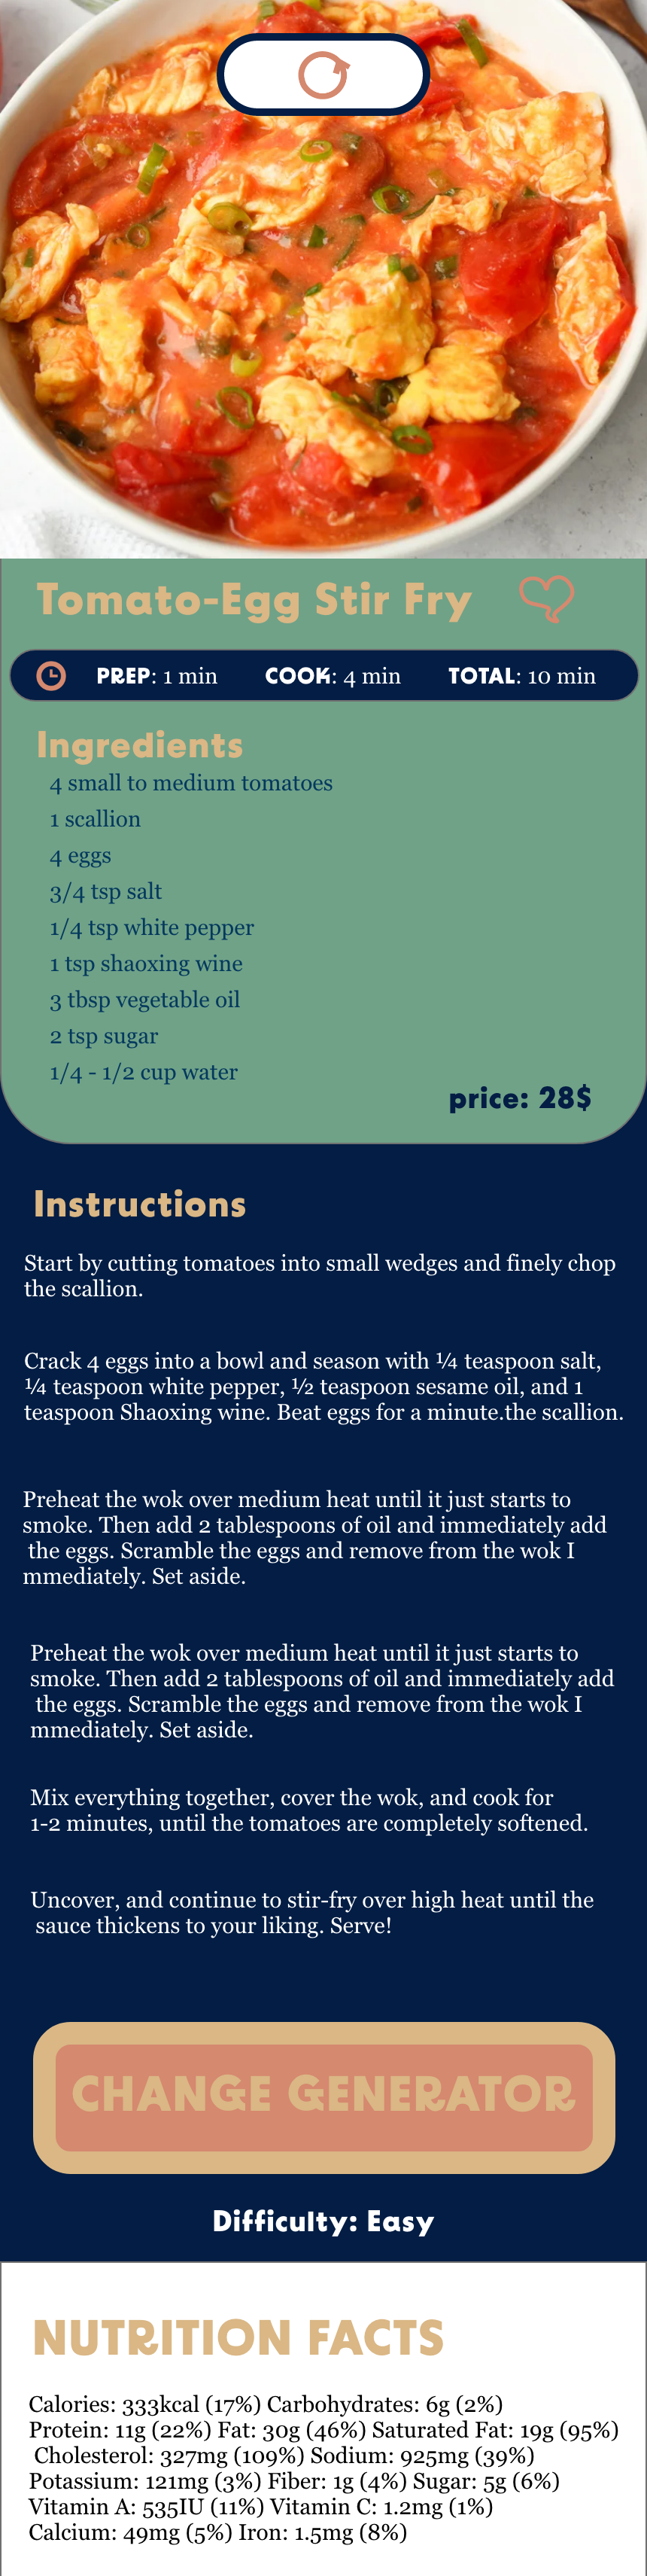 Tomato-Egg Stir Fry
PREP: 1 min COOK: 4 min TOTAL: 10 min
Ingredients
4 small to medium tomatoes
1 scallion
4 eggs
3/4 tsp salt
1/4 tsp white pepper
1 tsp shaoxing wine
3 tbsp vegetable oil
2 tsp sugar
1/4 - 1/2 cup water
price: 28$
Instructions
Start by cutting tomatoes into small wedges and finely chop
the scallion.
Crack 4 eggs into a bowl and season with ¼ teaspoon salt,
¼ teaspoon white pepper, ½ teaspoon sesame oil, and 1
teaspoon Shaoxing wine. Beat eggs for a minute.the scallion.
Preheat the wok over medium heat until it just starts to
smoke. Then add 2 tablespoons of oil and immediately add
the eggs. Scramble the eggs and remove from the wok I
mmediately. Set aside.
Preheat the wok over medium heat until it just starts to
smoke. Then add 2 tablespoons of oil and immediately add
the eggs. Scramble the eggs and remove from the wok I
mmediately. Set aside.
Mix everything together, cover the wok, and cook for
1-2 minutes, until the tomatoes are completely softened.
Uncover, and continue to stir-fry over high heat until the
sauce thickens to your liking. Serve!
CHANGE GENERATOR
Difficulty: Easy
NUTRITION FACTS
Calories: 333kcal (17%) Carbohydrates: 6g (2%)
Protein: 11g (22%) Fat: 30g (46%) Saturated Fat: 19g (95%)
Cholesterol: 327mg (109%) Sodium: 925mg (39%)
Potassium: 121mg (3%) Fiber: 1g (4%) Sugar: 5g (6%)
Vitamin A: 535IU (11%) Vitamin C: 1.2mg (1%)
Calcium: 49mg (5%) Iron: 1.5mg (8%)